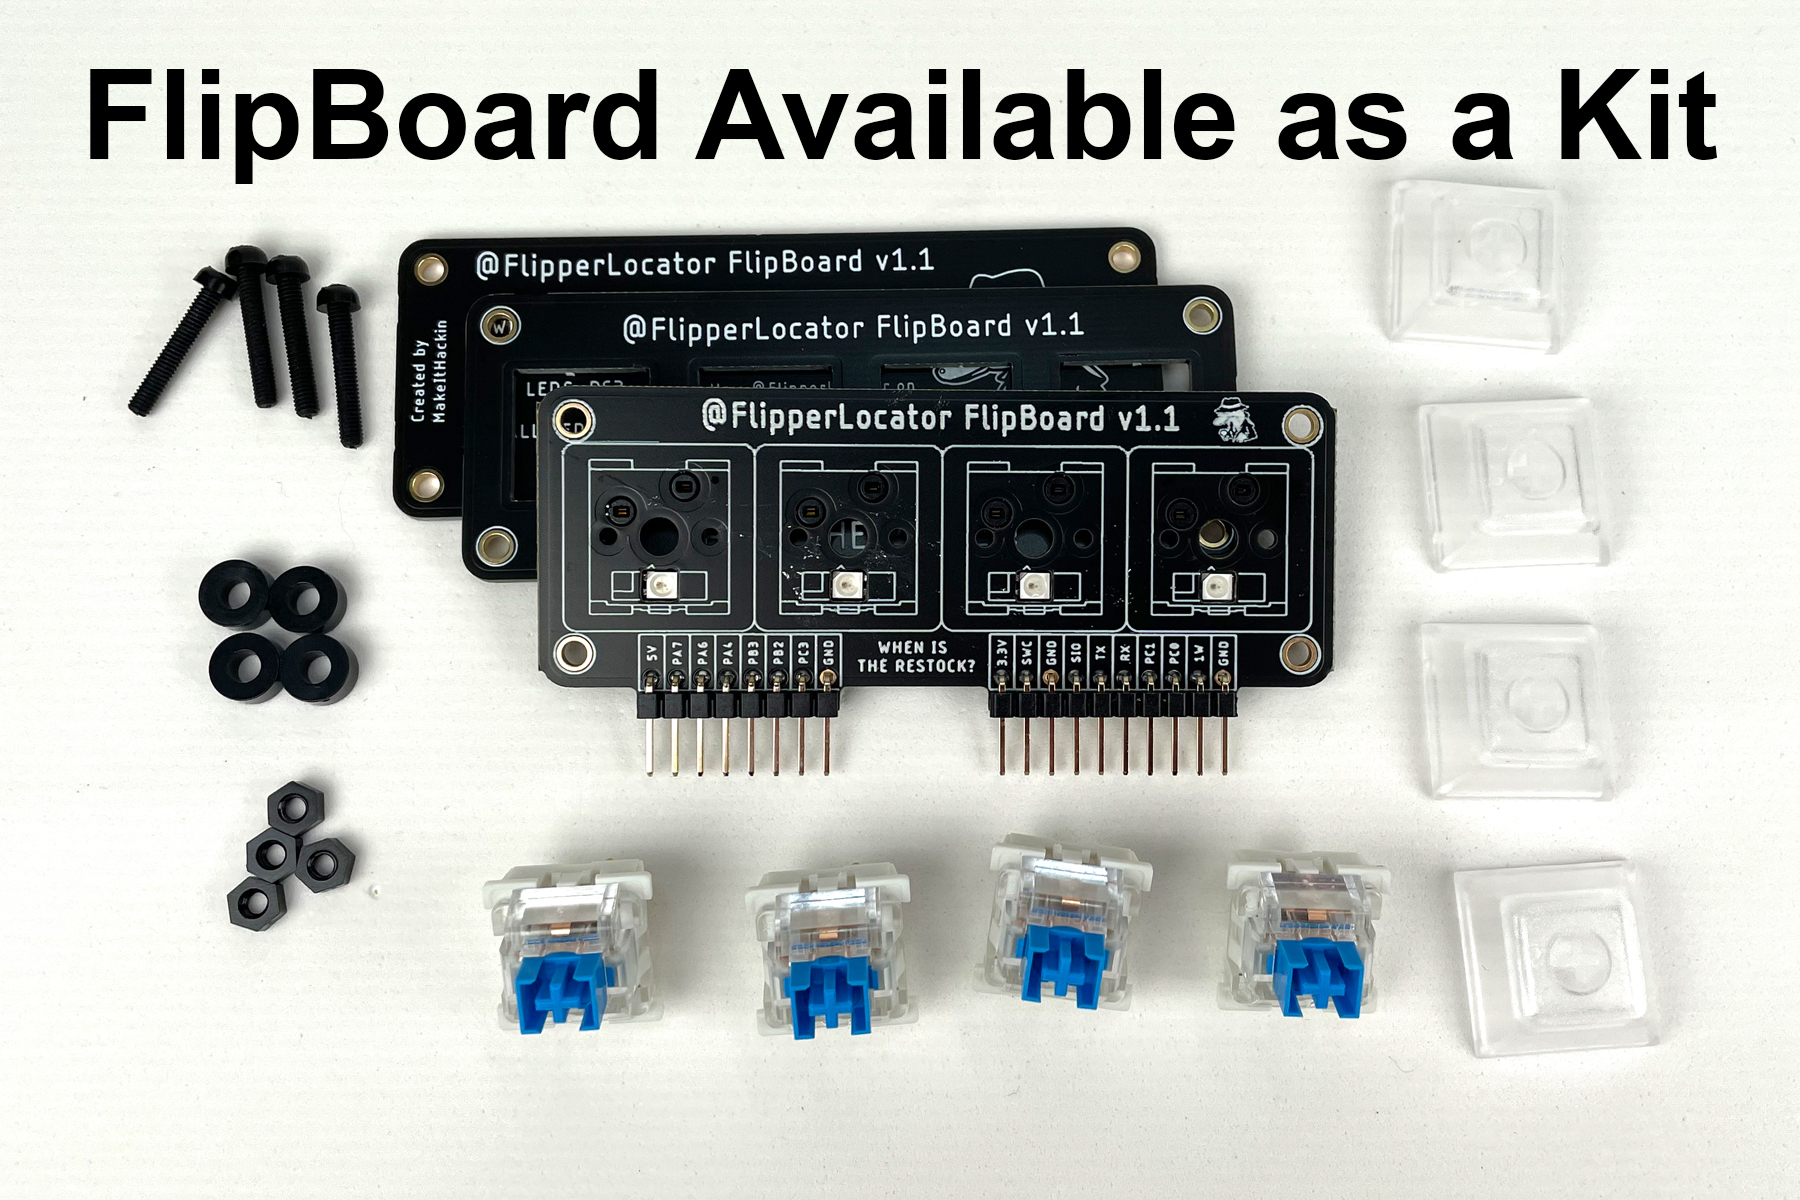 FlipBoard Available as a Kit
@FlipperLocator FlipBoard v1.1
Created by
MakeItHackin
@FlipperLocator FlipBoard v1.1
@FlipperLocator FlipBoard v1.1
5V PA7 PA6 PA4 PB3 PB2 PC3 GND
WHEN IS
THE RESTOCK?
3.3V SWC GND SIO TX RX PC1 PC0 1W GND